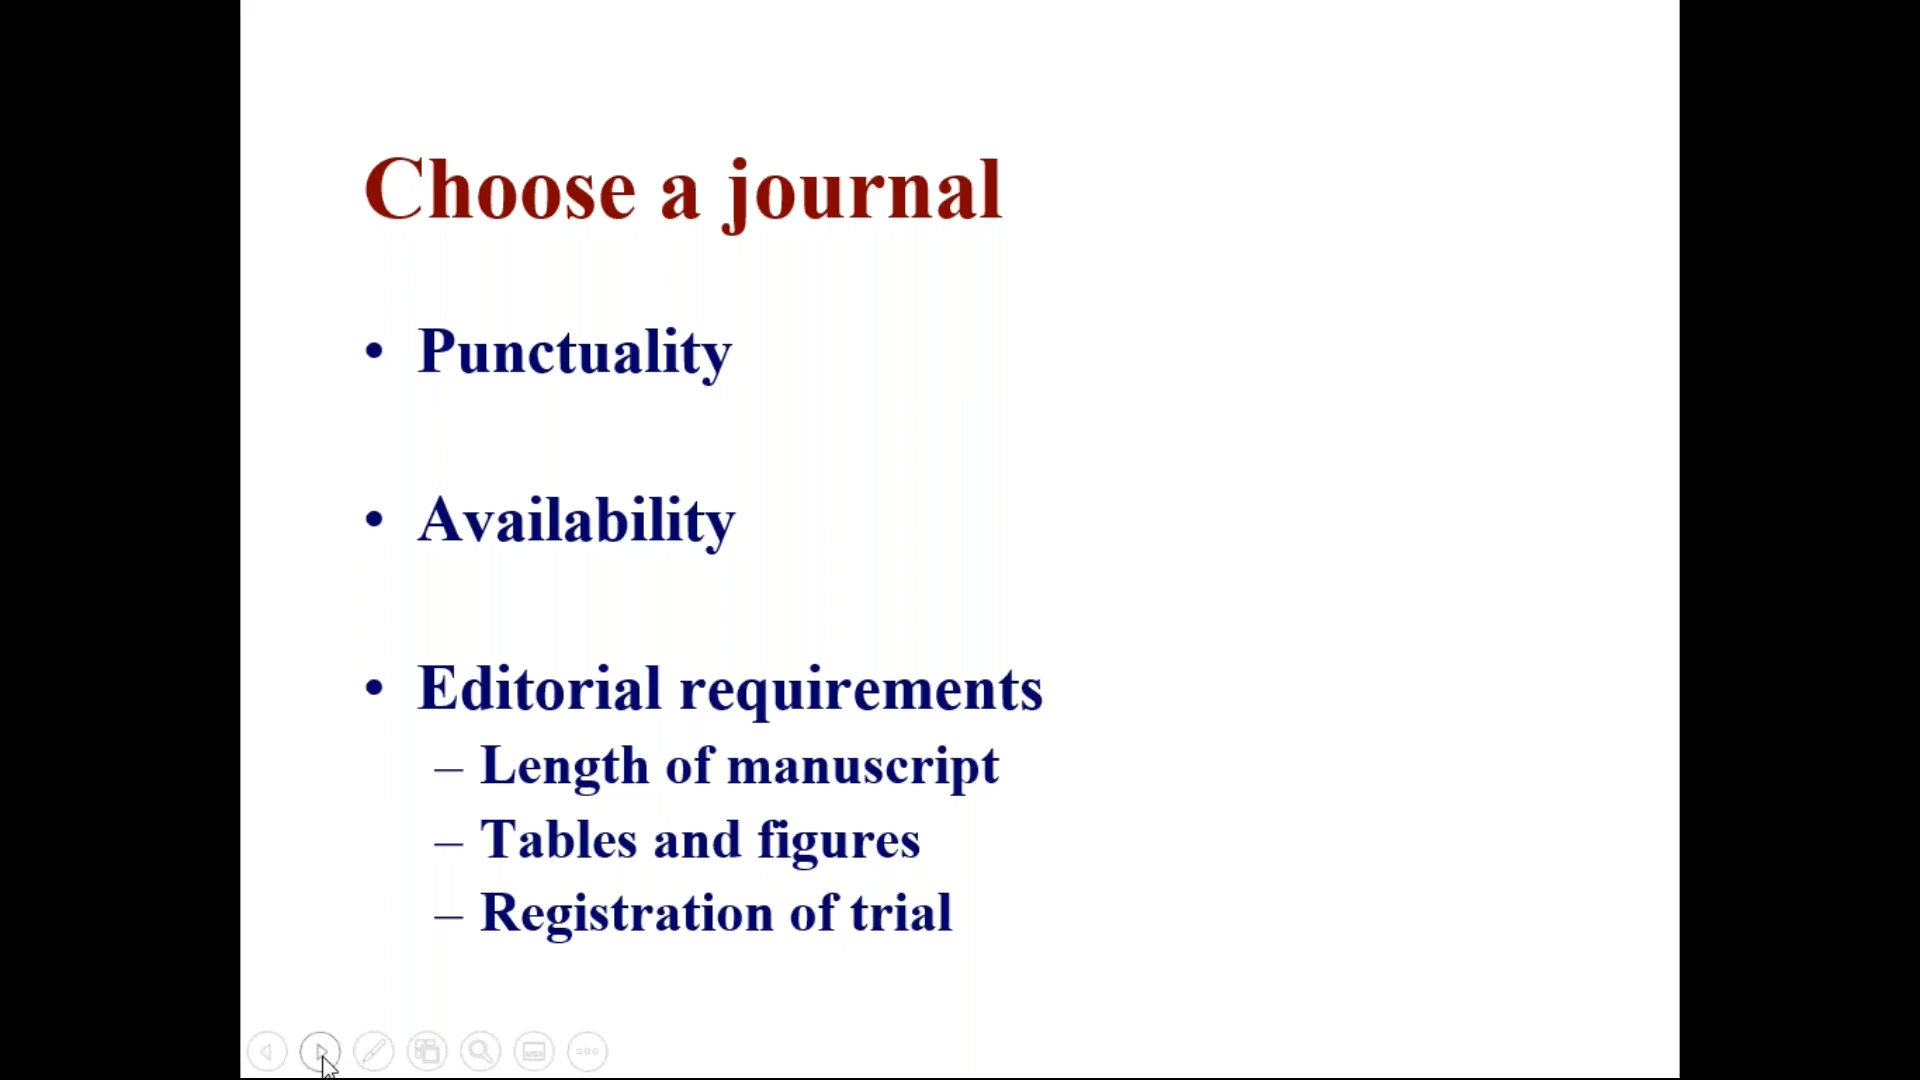 Choose a journal
• Punctuality
• Availability
• Editorial requirements
– Length of manuscript
– Tables and figures
– Registration of trial